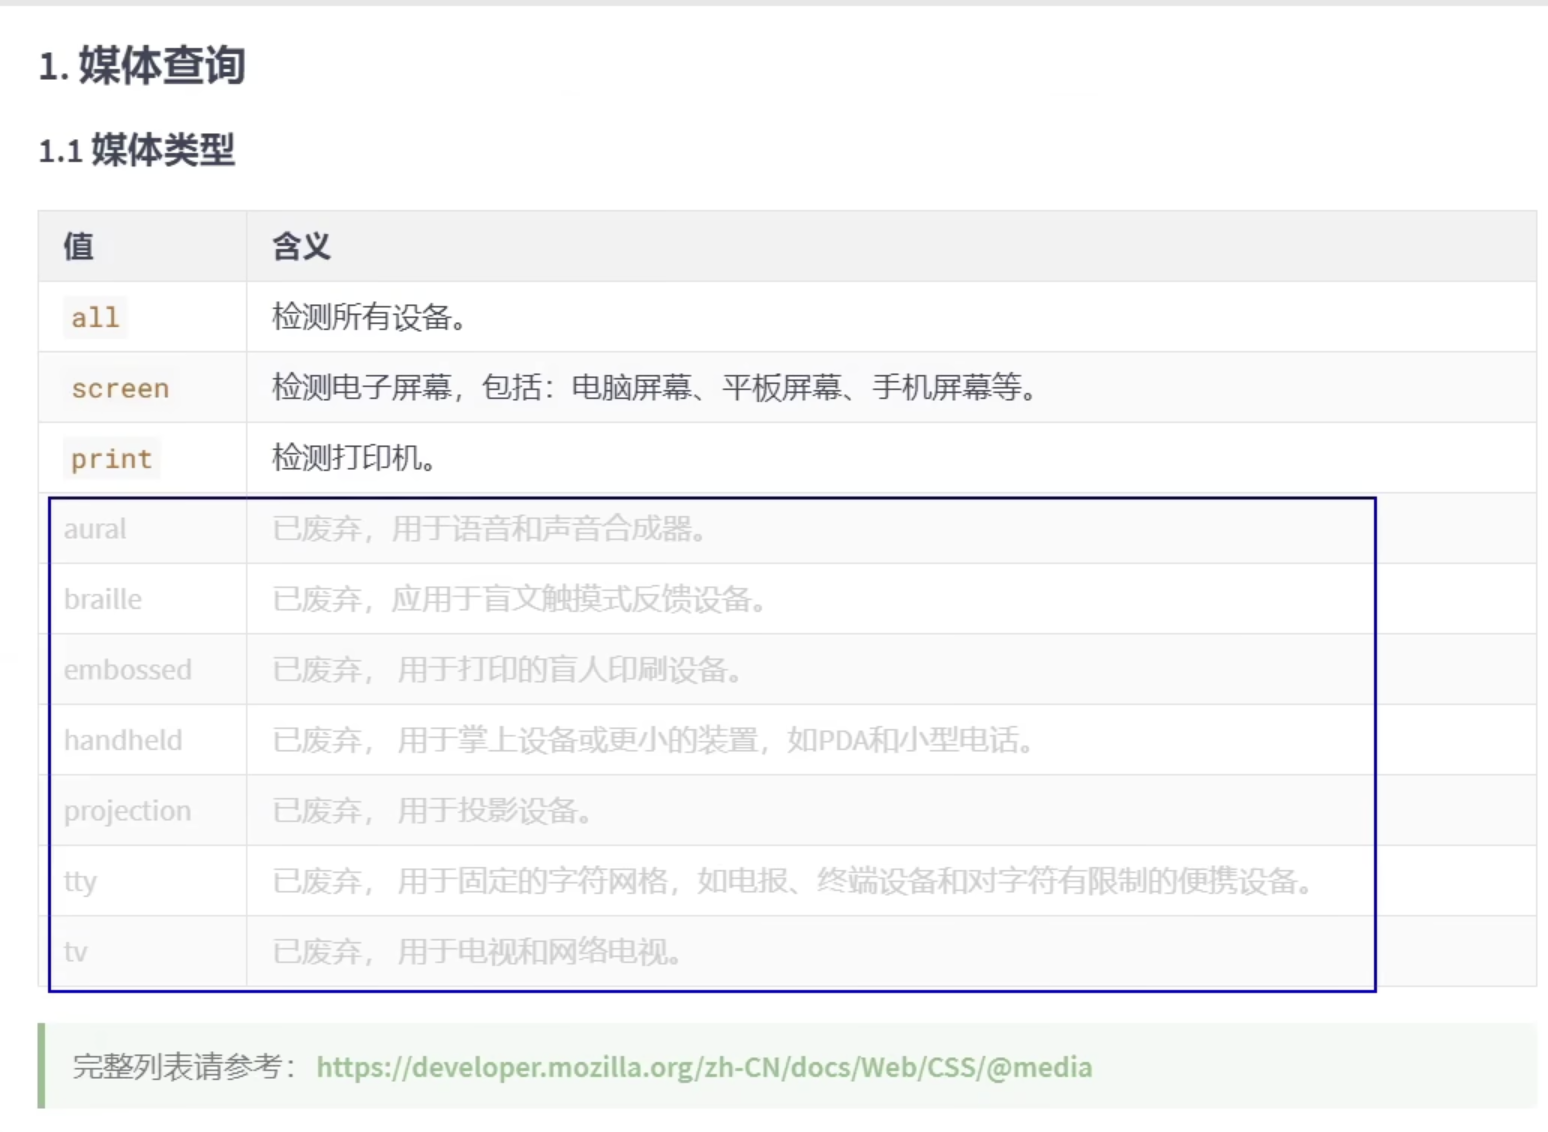 1. 媒体查询
1.1 媒体类型
值 含义
all 检测所有设备。
screen 检测电子屏幕，包括：电脑屏幕、平板屏幕、手机屏幕等。
print 检测打印机。
aural 已废弃，用于语音和声音合成器。
braille 已废弃，应用于盲文触摸式反馈设备。
embossed 已废弃， 用于打印的盲人印刷设备。
handheld 已废弃， 用于掌上设备或更小的装置，如PDA和小型电话。
projection 已废弃， 用于投影设备。
tty 已废弃， 用于固定的字符网格，如电报、终端设备和对字符有限制的便携设备。
tv 已废弃， 用于电视和网络电视。
完整列表请参考：https://developer.mozilla.org/zh-CN/docs/Web/CSS/@media